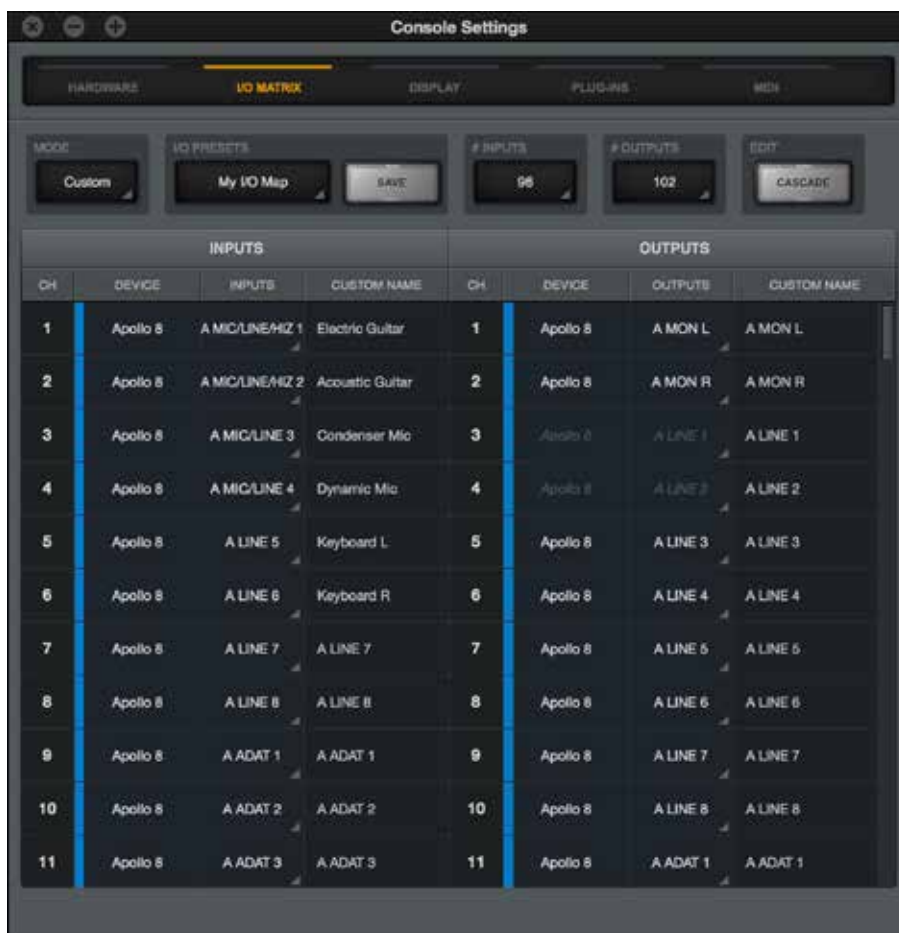 Console Settings
HARDWARE I/O MATRIX DISPLAY PLUG-INS MIDI
MODE I/O PRESETS # INPUTS # OUTPUTS EDIT
Custom My I/O Map SAVE 96 102 CASCADE
INPUTS OUTPUTS
CH DEVICE INPUTS CUSTOM NAME CH DEVICE OUTPUTS CUSTOM NAME
1 Apollo 8 A MIC/LINE/HIZ 1 Electric Guitar 1 Apollo 8 A MON L A MON L
2 Apollo 8 A MIC/LINE/HIZ 2 Acoustic Guitar 2 Apollo 8 A MON R A MON R
3 Apollo 8 A MIC/LINE 3 Condenser Mic 3 Apollo 8 A LINE 1 A LINE 1
4 Apollo 8 A MIC/LINE 4 Dynamic Mic 4 Apollo 8 A LINE 2 A LINE 2
5 Apollo 8 A LINE 5 Keyboard L 5 Apollo 8 A LINE 3 A LINE 3
6 Apollo 8 A LINE 6 Keyboard R 6 Apollo 8 A LINE 4 A LINE 4
7 Apollo 8 A LINE 7 A LINE 7 7 Apollo 8 A LINE 5 A LINE 5
8 Apollo 8 A LINE 8 A LINE 8 8 Apollo 8 A LINE 6 A LINE 6
9 Apollo 8 A ADAT 1 A ADAT 1 9 Apollo 8 A LINE 7 A LINE 7
10 Apollo 8 A ADAT 2 A ADAT 2 10 Apollo 8 A LINE 8 A LINE 8
11 Apollo 8 A ADAT 3 A ADAT 3 11 Apollo 8 A ADAT 1 A ADAT 1